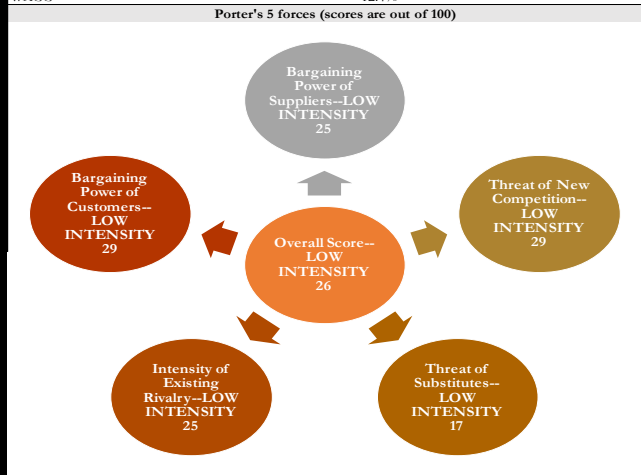 Porter's 5 forces (scores are out of 100)
Bargaining
Power of
Suppliers--LOW
INTENSITY
25
Bargaining
Power of
Customers--
LOW
INTENSITY
29
Threat of New
Competition--
LOW
INTENSITY
29
Overall Score--
LOW
INTENSITY
26
Intensity of
Existing
Rivalry--LOW
INTENSITY
25
Threat of
Substitutes--
LOW
INTENSITY
17